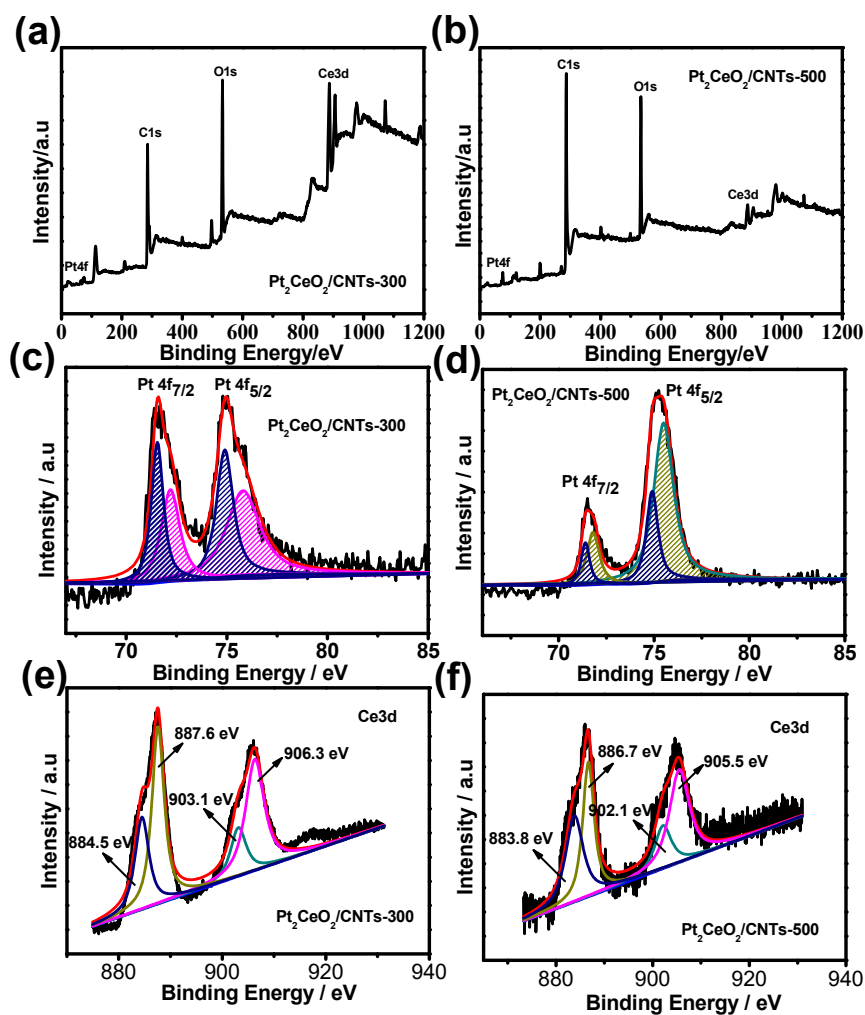 (a)
Intensity/a.u
Pt4f
C1s
O1s
Ce3d
Pt₂CeO₂/CNTs-300
0 200 400 600 800 1000 1200
Binding Energy/eV
(b)
Intensity/a.u
Pt4f
C1s
O1s
Pt₂CeO₂/CNTs-500
Ce3d
0 200 400 600 800 1000 1200
Binding Energy/eV
(c)
Intensity / a.u
Pt 4f7/2
Pt 4f5/2
Pt₂CeO₂/CNTs-300
70 75 80 85
Binding Energy / eV
(d)
Intensity / a.u
Pt₂CeO₂/CNTs-500
Pt 4f5/2
Pt 4f7/2
70 75 80 85
Binding Energy / eV
(e)
Intensity / a.u
Ce3d
887.6 eV
906.3 eV
903.1 eV
884.5 eV
Pt₂CeO₂/CNTs-300
880 900 920 940
Binding Energy / eV
(f)
Intensity / a.u
Ce3d
886.7 eV
905.5 eV
902.1eV
883.8 eV
Pt₂CeO₂/CNTs-500
880 900 920 940
Binding Energy / eV